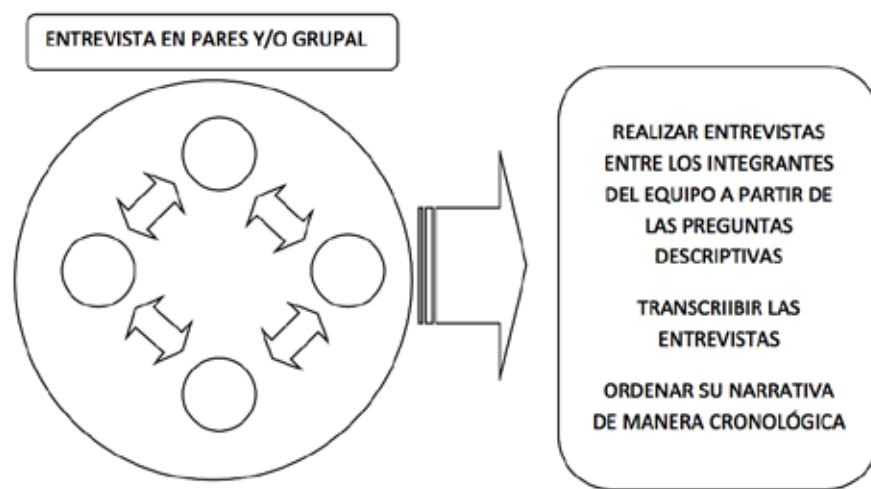 ENTREVISTA EN PARES Y/O GRUPAL
REALIZAR ENTREVISTAS
ENTRE LOS INTEGRANTES
DEL EQUIPO A PARTIR DE
LAS PREGUNTAS
DESCRIPTIVAS
TRANSCRIIBIR LAS
ENTREVISTAS
ORDENAR SU NARRATIVA
DE MANERA CRONOLÓGICA